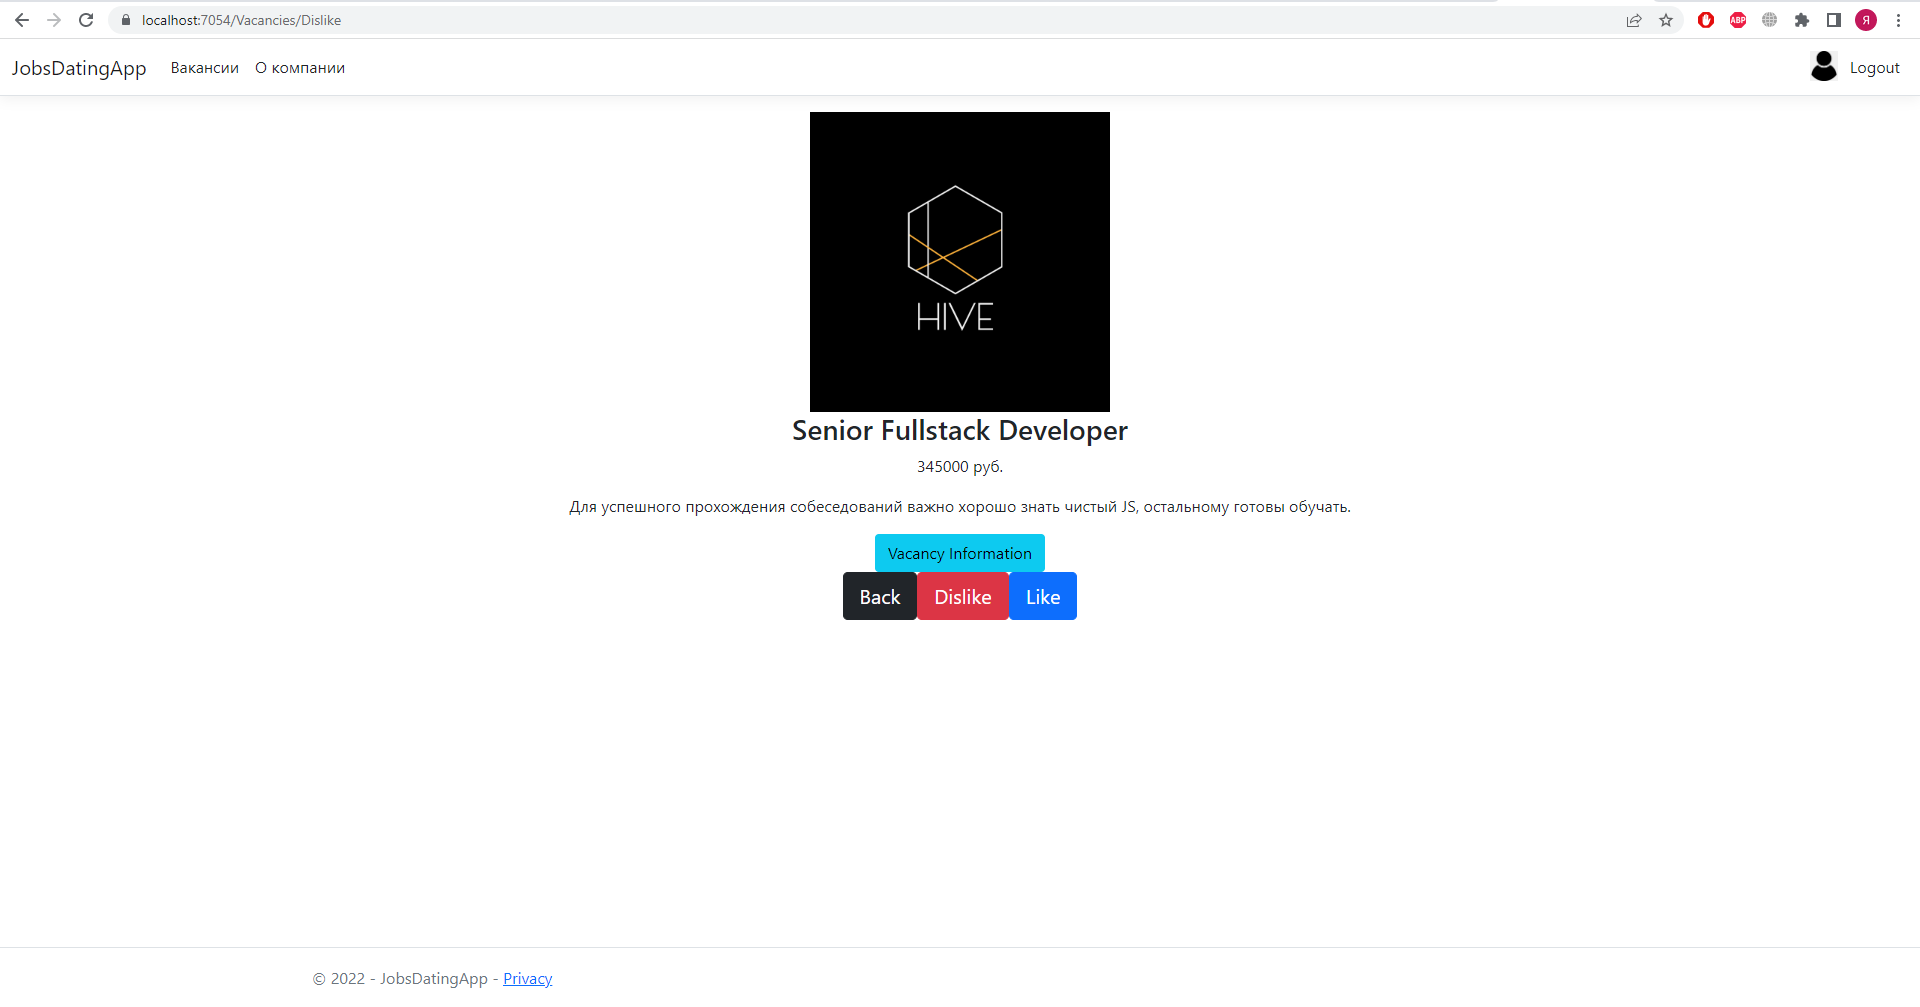 localhost:7054/Vacancies/Dislike
ABP
Я
JobsDatingApp Вакансии О компании Logout
HIVE
Senior Fullstack Developer
345000 руб.
Для успешного прохождения собеседований важно хорошо знать чистый JS, остальному готовы обучать.
Vacancy Information
Back Dislike Like
© 2022 - JobsDatingApp - Privacy